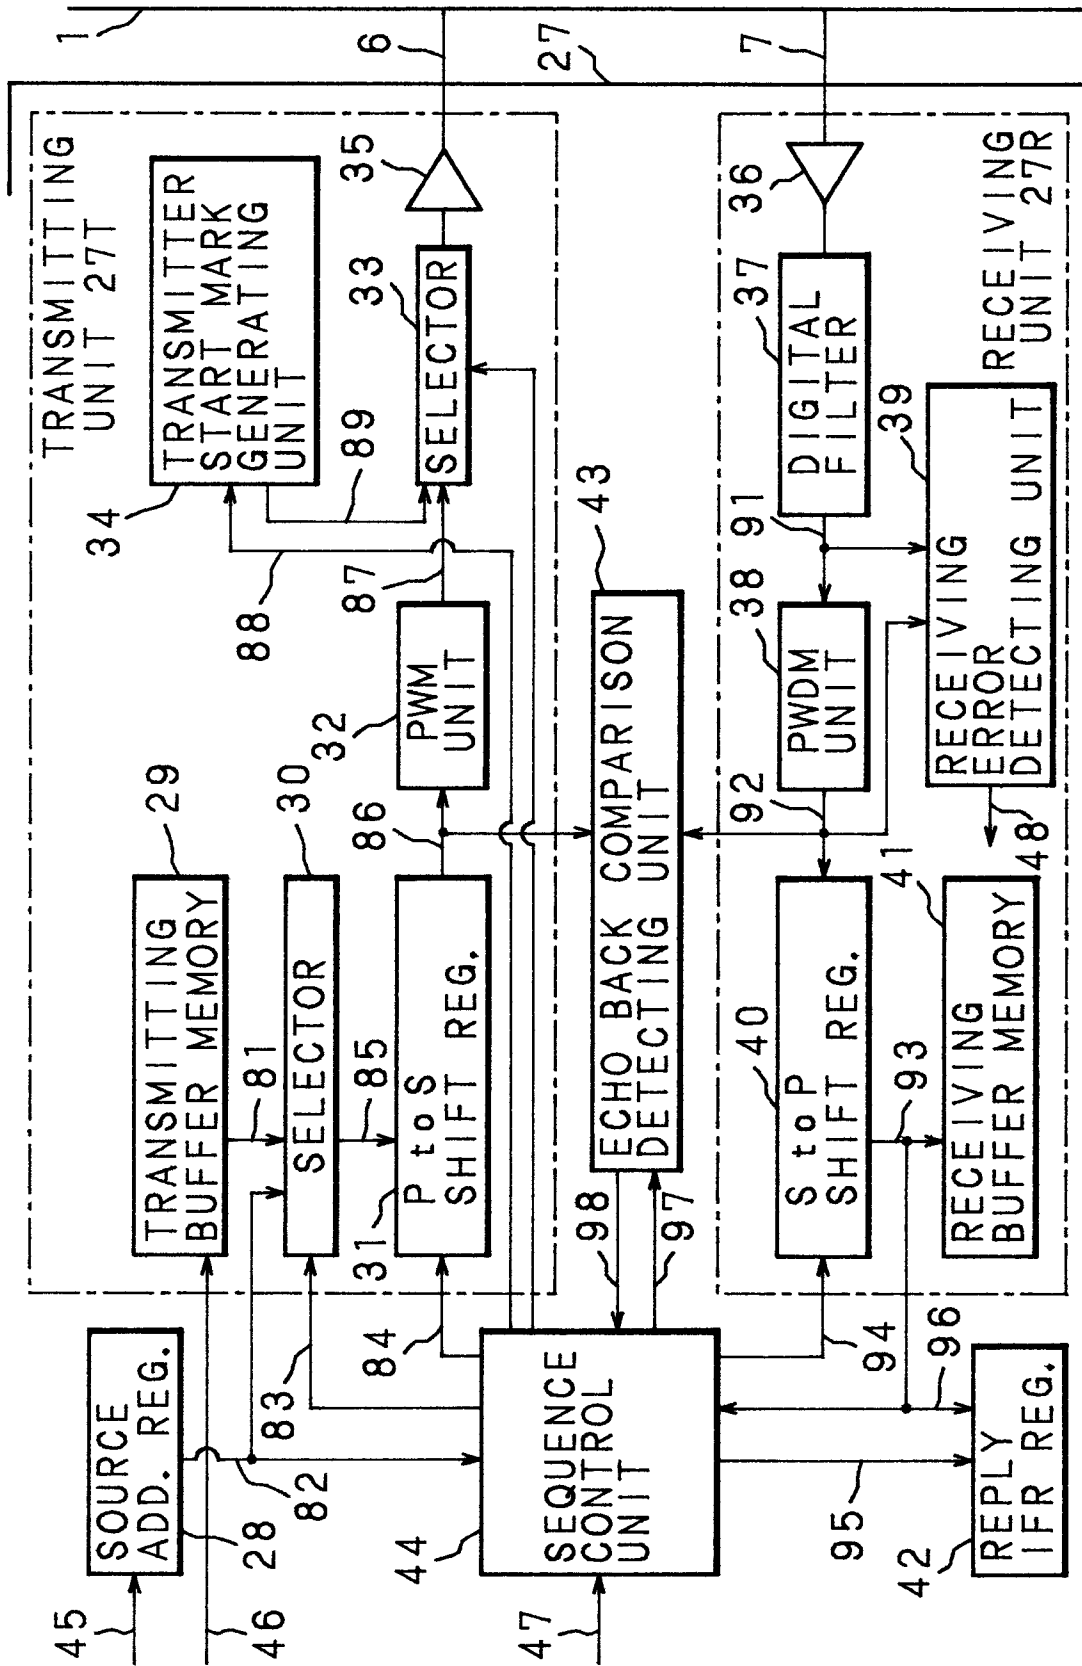 1
6
7
27
TRANSMITTING
UNIT 27T
34
TRANSMITTER
START MARK
GENERATING
UNIT
88
89
33
SELECTOR
35
29
TRANSMITTING
BUFFER MEMORY
81
30
SELECTOR
85
31
P to S
SHIFT REG.
86
32
PWM
UNIT
87
45
46
SOURCE
ADD. REG.
28
82
83
84
44
SEQUENCE
CONTROL
UNIT
47
98
97
43
ECHO BACK COMPARISON
DETECTING UNIT
RECEIVING
UNIT 27R
36
37
DIGITAL
FILTER
91
38
PWDM
UNIT
92
39
RECEIVING
ERROR
DETECTING UNIT
48
40
S to P
SHIFT REG.
93
41
RECEIVING
BUFFER MEMORY
94
96
95
42
REPLY
IFR REG.